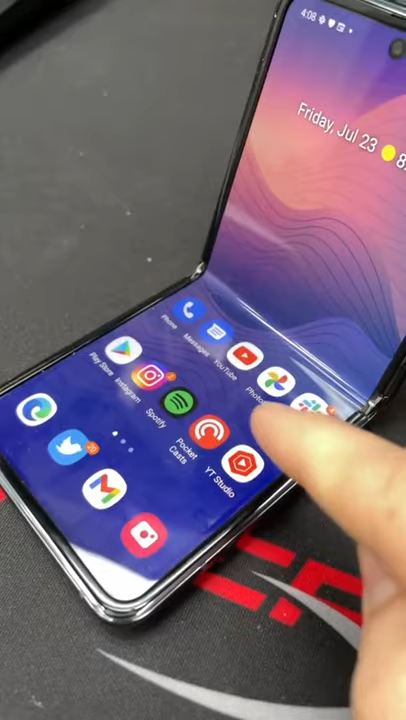 4:08
Friday, Jul 23
Phone
Messages
YouTube
Photos
Play Store
Instagram
Spotify
Pocket
Casts
YT Studio